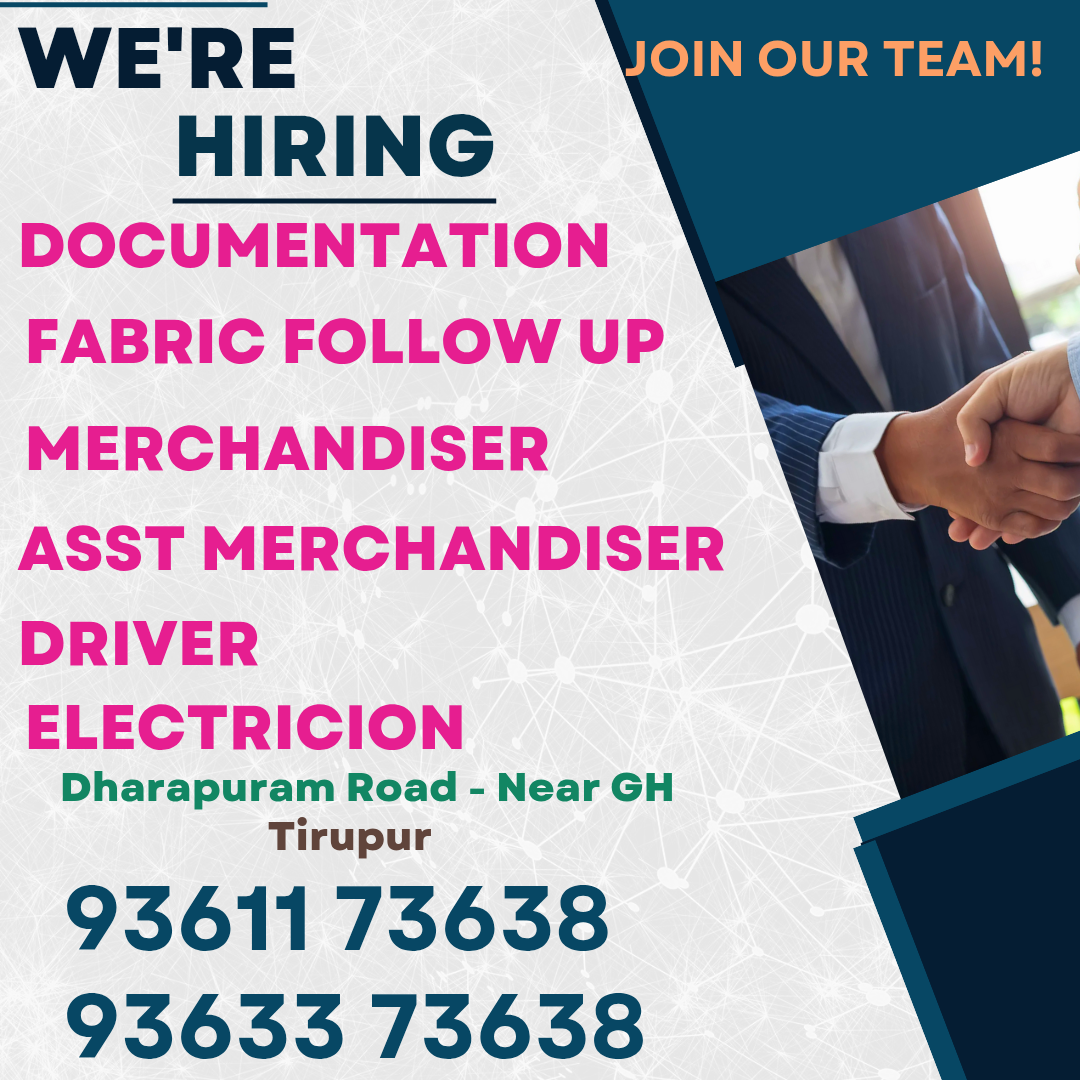 WE'RE
HIRING
JOIN OUR TEAM!
DOCUMENTATION
FABRIC FOLLOW UP
MERCHANDISER
ASST MERCHANDISER
DRIVER
ELECTRICION
Dharapuram Road - Near GH
Tirupur
93611 73638
93633 73638